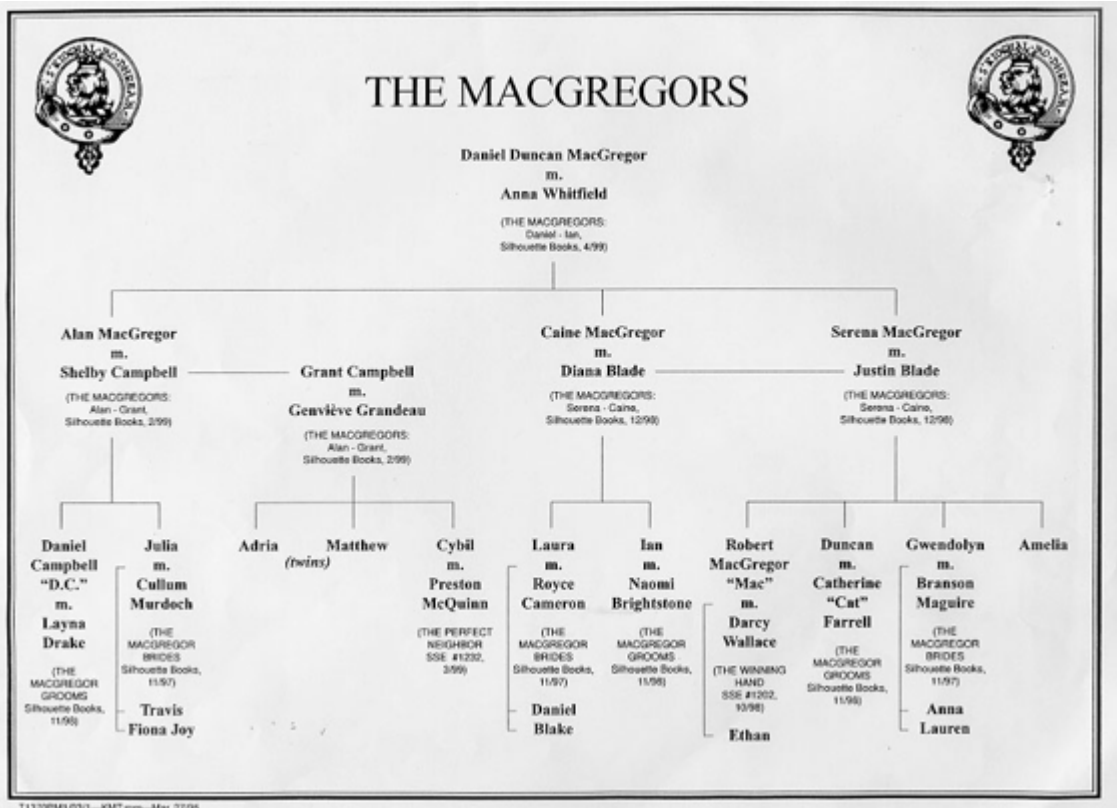 THE MACGREGORS
Daniel Duncan MacGregor
m.
Anna Whitfield
(THE MACGREGORS:
Daniel - Ian,
Silhouette Books, 4/99)
Alan MacGregor
m.
Shelby Campbell
(THE MACGREGORS:
Alan - Grant,
Silhouette Books, 2/99)
Grant Campbell
m.
Genviève Grandeau
(THE MACGREGORS:
Alan - Grant,
Silhouette Books, 2/99)
Caine MacGregor
m.
Diana Blade
(THE MACGREGORS:
Serena - Caine,
Silhouette Books, 12/98)
Serena MacGregor
m.
Justin Blade
(THE MACGREGORS:
Serena - Caine,
Silhouette Books, 12/98)
Daniel
Campbell
"D.C."
m.
Layna
Drake
(THE
MACGREGOR
GROOMS
Silhouette Books,
11/98)
Julia
m.
Cullum
Murdoch
(THE
MACGREGOR
BRIDES
Silhouette Books,
11/97)
Travis
Fiona Joy
Adria
Matthew
(twins)
Cybil
m.
Preston
McQuinn
(THE PERFECT
NEIGHBOR
SSE #1232,
3/99)
Laura
m.
Royce
Cameron
(THE
MACGREGOR
BRIDES
Silhouette Books,
11/97)
Daniel
Blake
Ian
m.
Naomi
Brightstone
(THE
MACGREGOR
GROOMS
Silhouette Books,
11/98)
Robert
MacGregor
"Mac"
m.
Darcy
Wallace
(THE WINNING
HAND
SSE #1202,
10/98)
Ethan
Duncan
m.
Catherine
"Cat"
Farrell
(THE
MACGREGOR
GROOMS
Silhouette Books,
11/98)
Gwendolyn
m.
Branson
Maguire
(THE
MACGREGOR
BRIDES
Silhouette Books,
11/97)
Anna
Lauren
Amelia